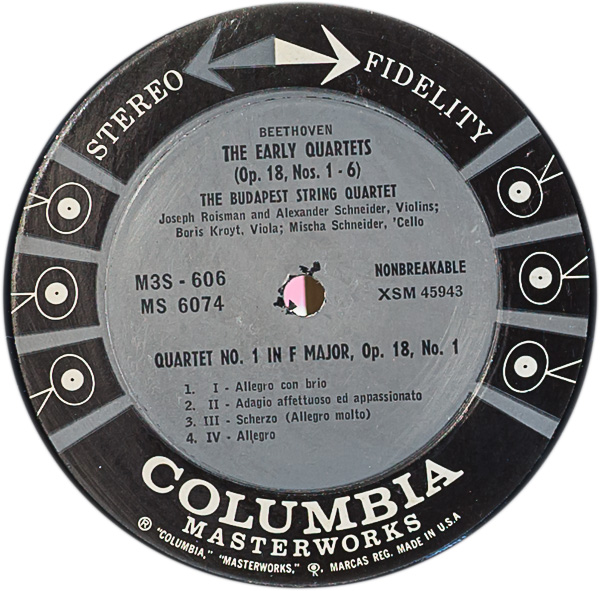 STEREO FIDELITY
BEETHOVEN
THE EARLY QUARTETS
(Op. 18, Nos. 1 - 6)
THE BUDAPEST STRING QUARTET
Joseph Roisman and Alexander Schneider, Violins;
Boris Kroyt, Viola; Mischa Schneider, 'Cello
M3S - 606
MS 6074
NONBREAKABLE
XSM 45943
QUARTET NO. 1 IN F MAJOR, Op. 18, No. 1
1. I - Allegro con brio
2. II - Adagio affettuoso ed appassionato
3. III - Scherzo (Allegro molto)
4. IV - Allegro
COLUMBIA
MASTERWORKS
® "COLUMBIA," "MASTERWORKS," , MARCAS REG. MADE IN U.S.A